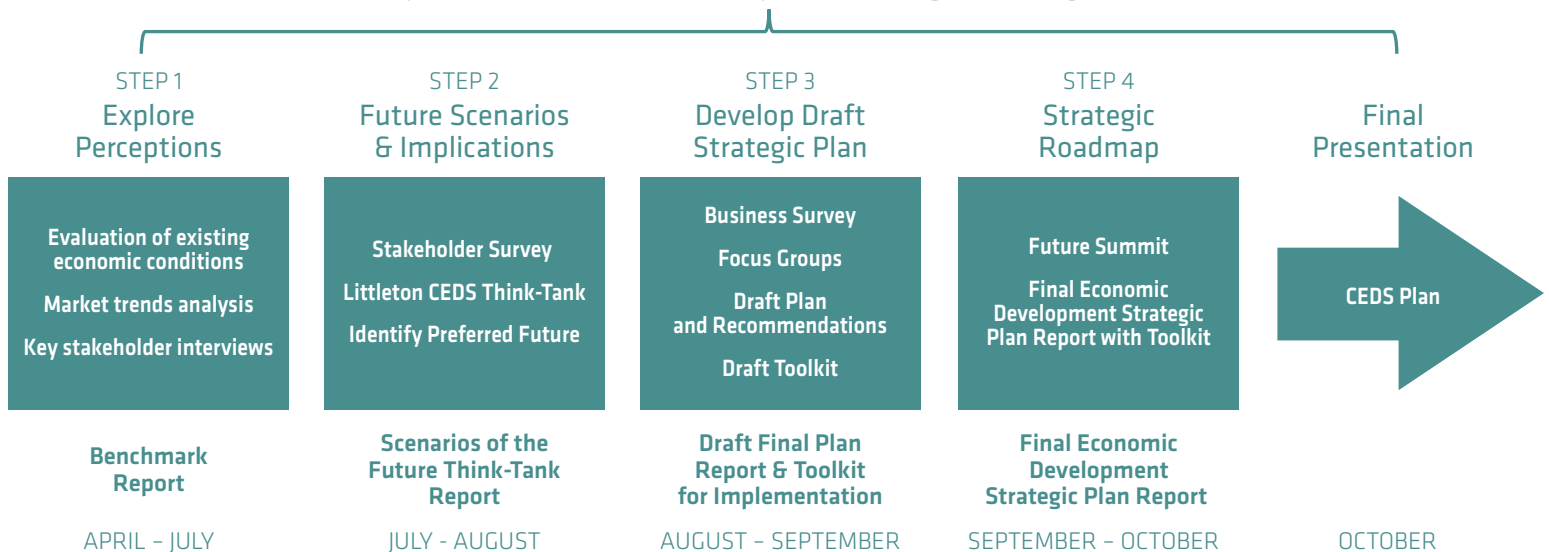 STEP 1
Explore
Perceptions
Evaluation of existing
economic conditions
Market trends analysis
Key stakeholder interviews
Benchmark
Report
APRIL – JULY
STEP 2
Future Scenarios
& Implications
Stakeholder Survey
Littleton CEDS Think-Tank
Identify Preferred Future
Scenarios of the
Future Think-Tank
Report
JULY - AUGUST
STEP 3
Develop Draft
Strategic Plan
Business Survey
Focus Groups
Draft Plan
and Recommendations
Draft Toolkit
Draft Final Plan
Report & Toolkit
for Implementation
AUGUST – SEPTEMBER
STEP 4
Strategic
Roadmap
Future Summit
Final Economic
Development Strategic
Plan Report with Toolkit
Final Economic
Development
Strategic Plan Report
SEPTEMBER – OCTOBER
Final
Presentation
CEDS Plan
OCTOBER